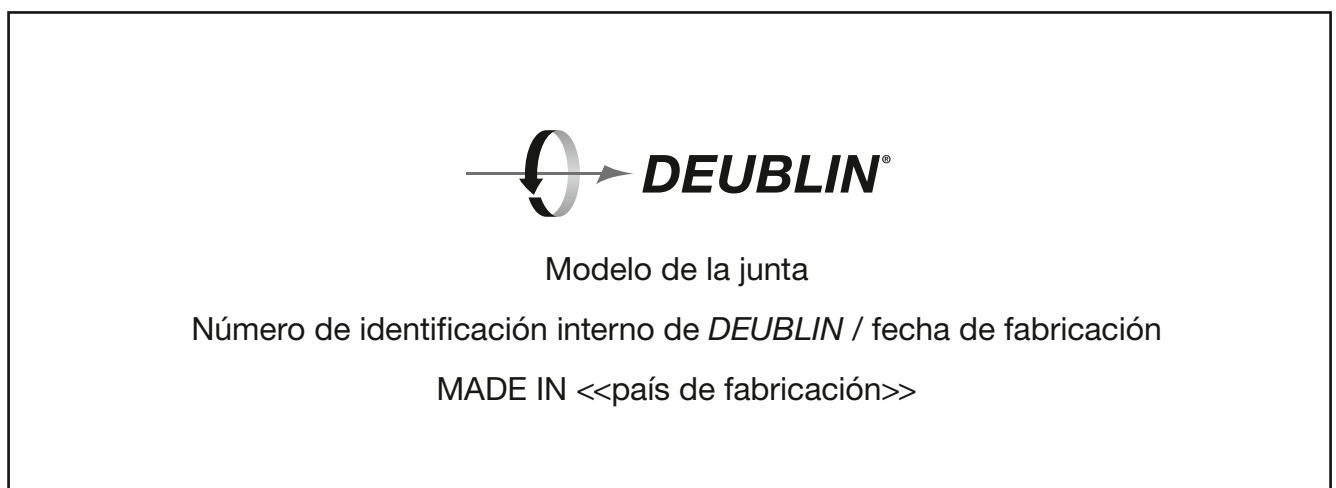 DEUBLIN®
Modelo de la junta
Número de identificación interno de DEUBLIN / fecha de fabricación
MADE IN <<país de fabricación>>